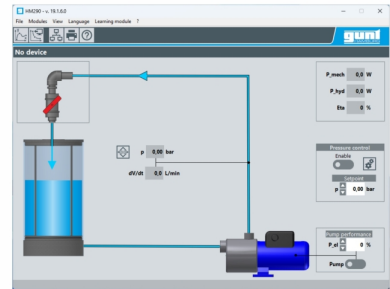 HM290 - v. 19.1.6.0
File Modules View Language Learning module ?
gunt
No device
P_mech 0,0 W
P_hyd 0,0 W
Eta 0 %
p 0,00 bar
dV/dt 0,0 L/min
Pressure control
Enable
Setpoint
p 0,00 bar
Pump performance
P_el 0 %
Pump